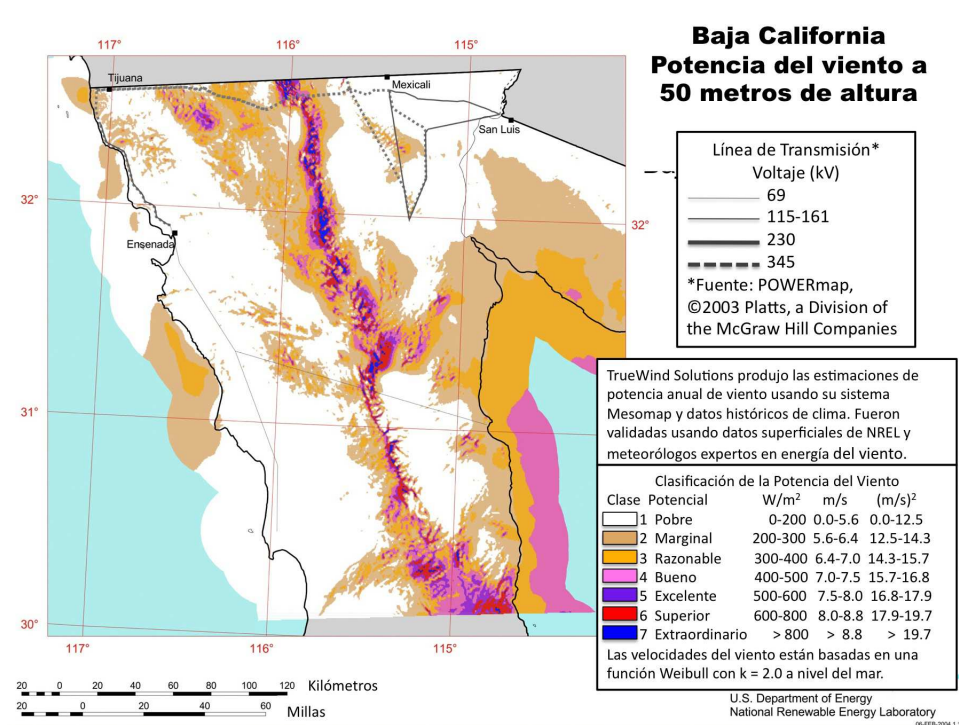 Baja California
Potencia del viento a
50 metros de altura
117°
116°
115°
Tijuana
Mexicali
San Luis
Ensenada
32°
32°
31°
30°
117°
116°
115°
Línea de Transmisión*
Voltaje (kV)
69
115-161
230
345
*Fuente: POWERmap,
©2003 Platts, a Division of
the McGraw Hill Companies
TrueWind Solutions produjo las estimaciones de
potencia anual de viento usando su sistema
Mesomap y datos históricos de clima. Fueron
validadas usando datos superficiales de NREL y
meteorólogos expertos en energía del viento.
Clasificación de la Potencia del Viento
Clase Potencial W/m² m/s (m/s)²
1 Pobre 0-200 0.0-5.6 0.0-12.5
2 Marginal 200-300 5.6-6.4 12.5-14.3
3 Razonable 300-400 6.4-7.0 14.3-15.7
4 Bueno 400-500 7.0-7.5 15.7-16.8
5 Excelente 500-600 7.5-8.0 16.8-17.9
6 Superior 600-800 8.0-8.8 17.9-19.7
7 Extraordinario > 800 > 8.8 > 19.7
Las velocidades del viento están basadas en una
función Weibull con k = 2.0 a nivel del mar.
20 0 20 40 60 80 100 120 Kilómetros
20 0 20 40 60 Millas
U.S. Department of Energy
National Renewable Energy Laboratory